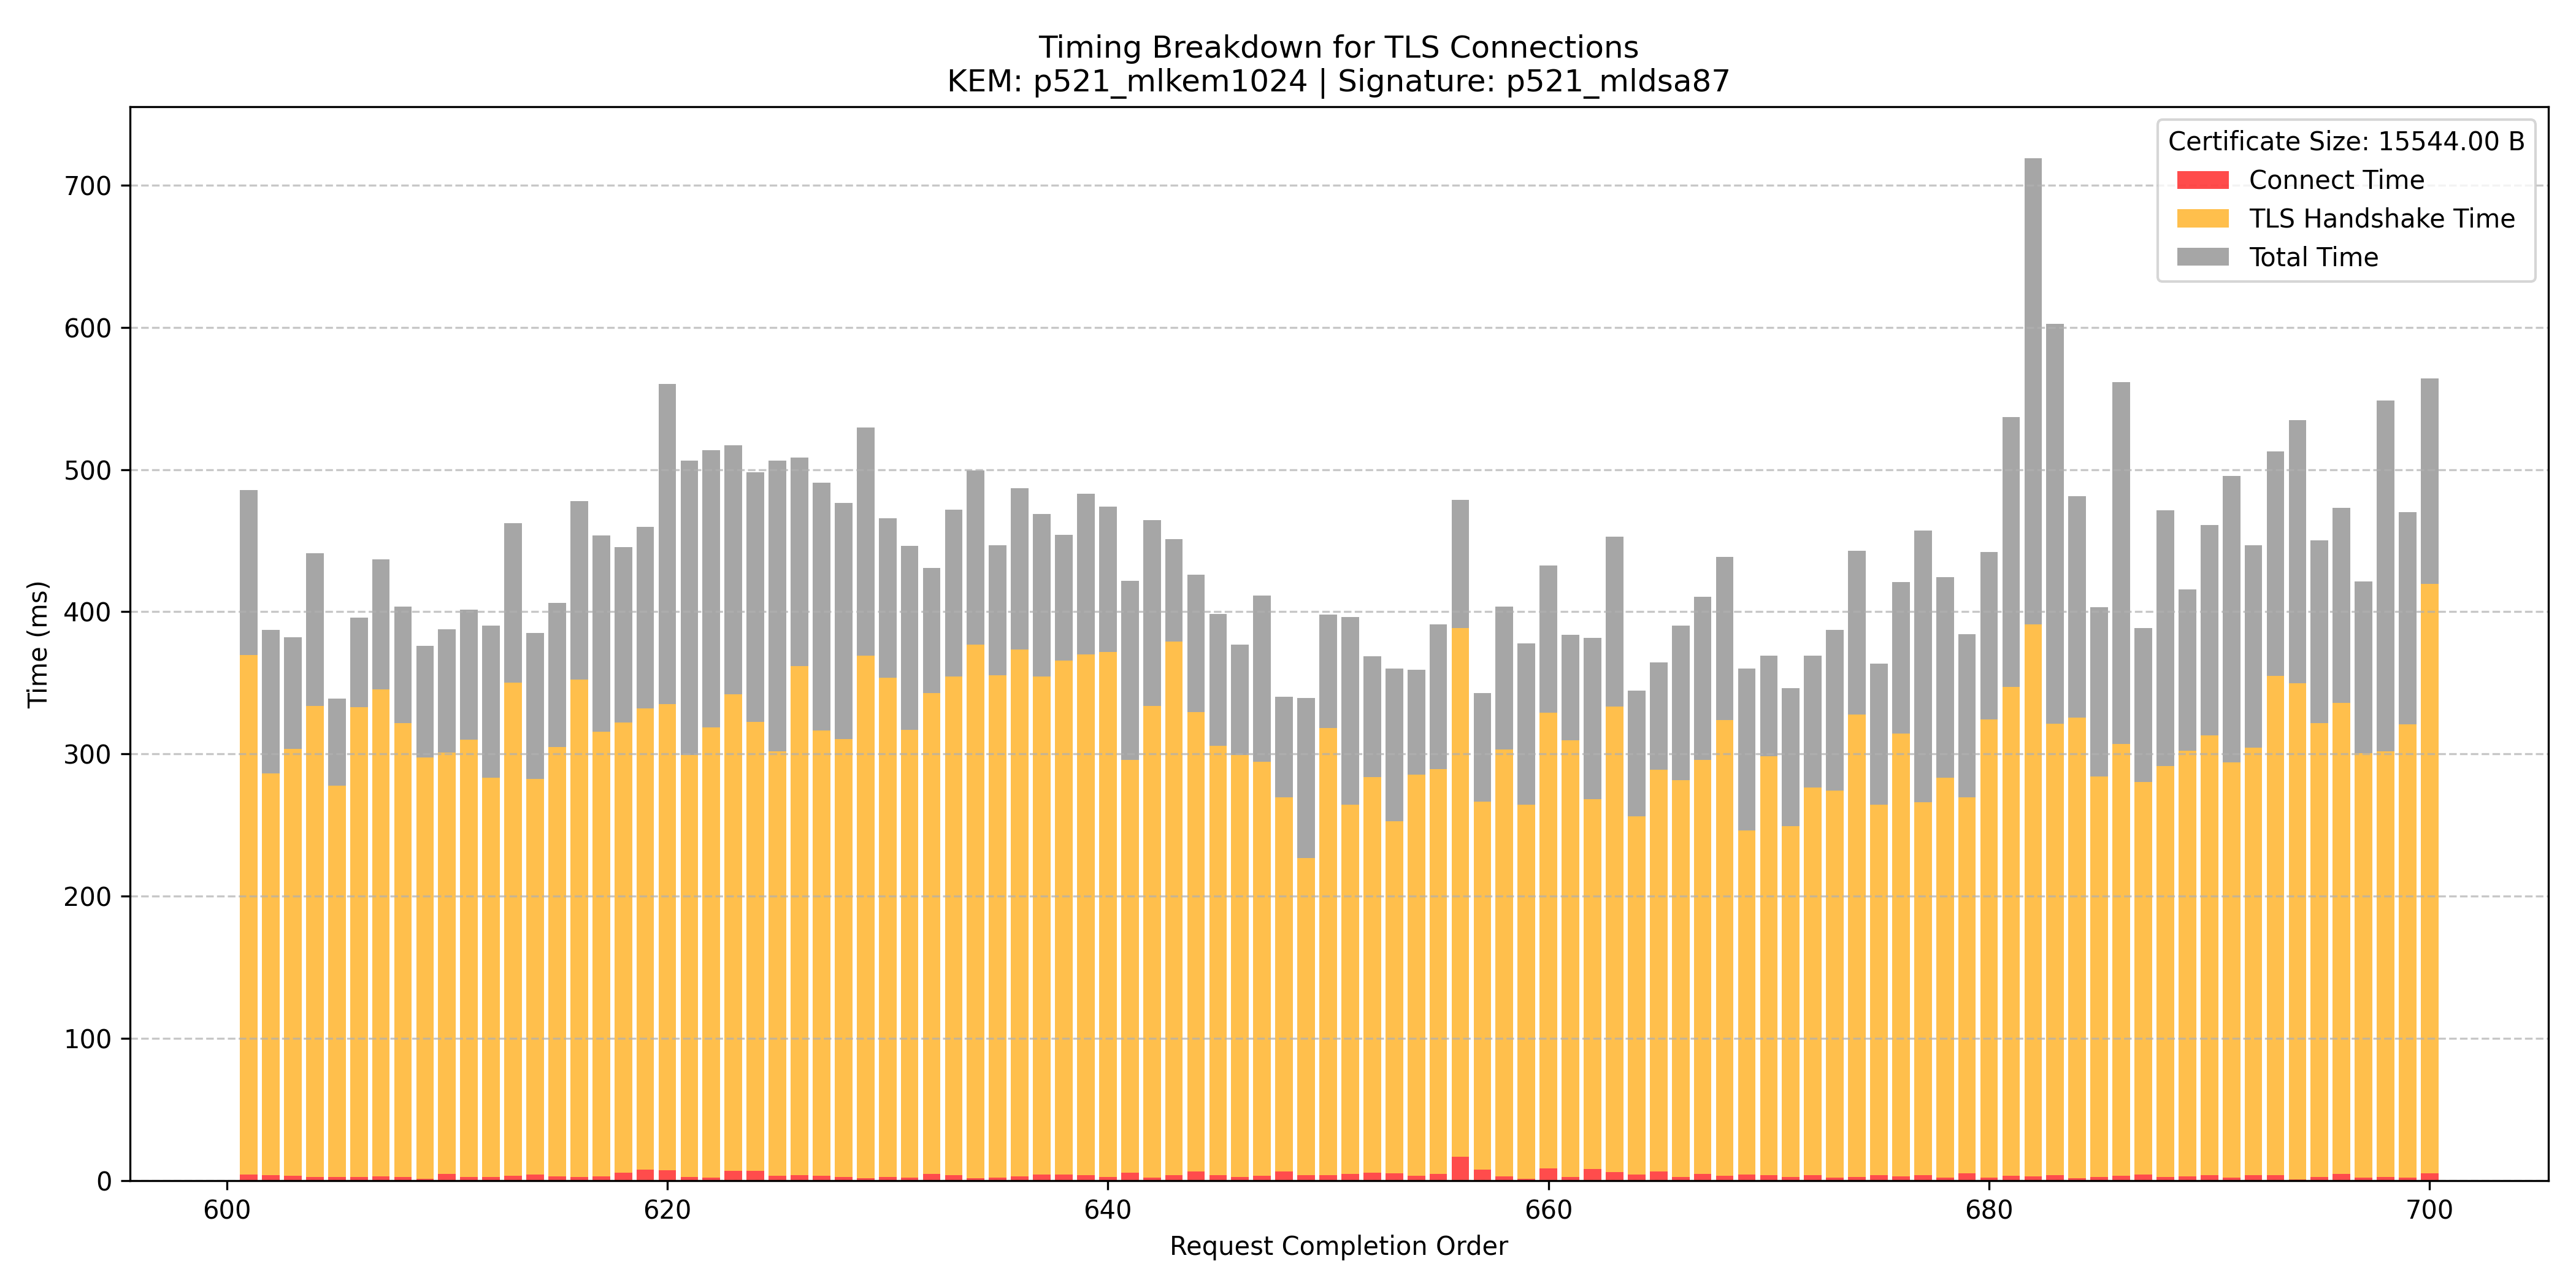 Timing Breakdown for TLS Connections
KEM: p521_mlkem1024 | Signature: p521_mldsa87
Certificate Size: 15544.00 B
Connect Time
TLS Handshake Time
Total Time
Time (ms)
700
600
500
400
300
200
100
0
600
620
640
660
680
700
Request Completion Order